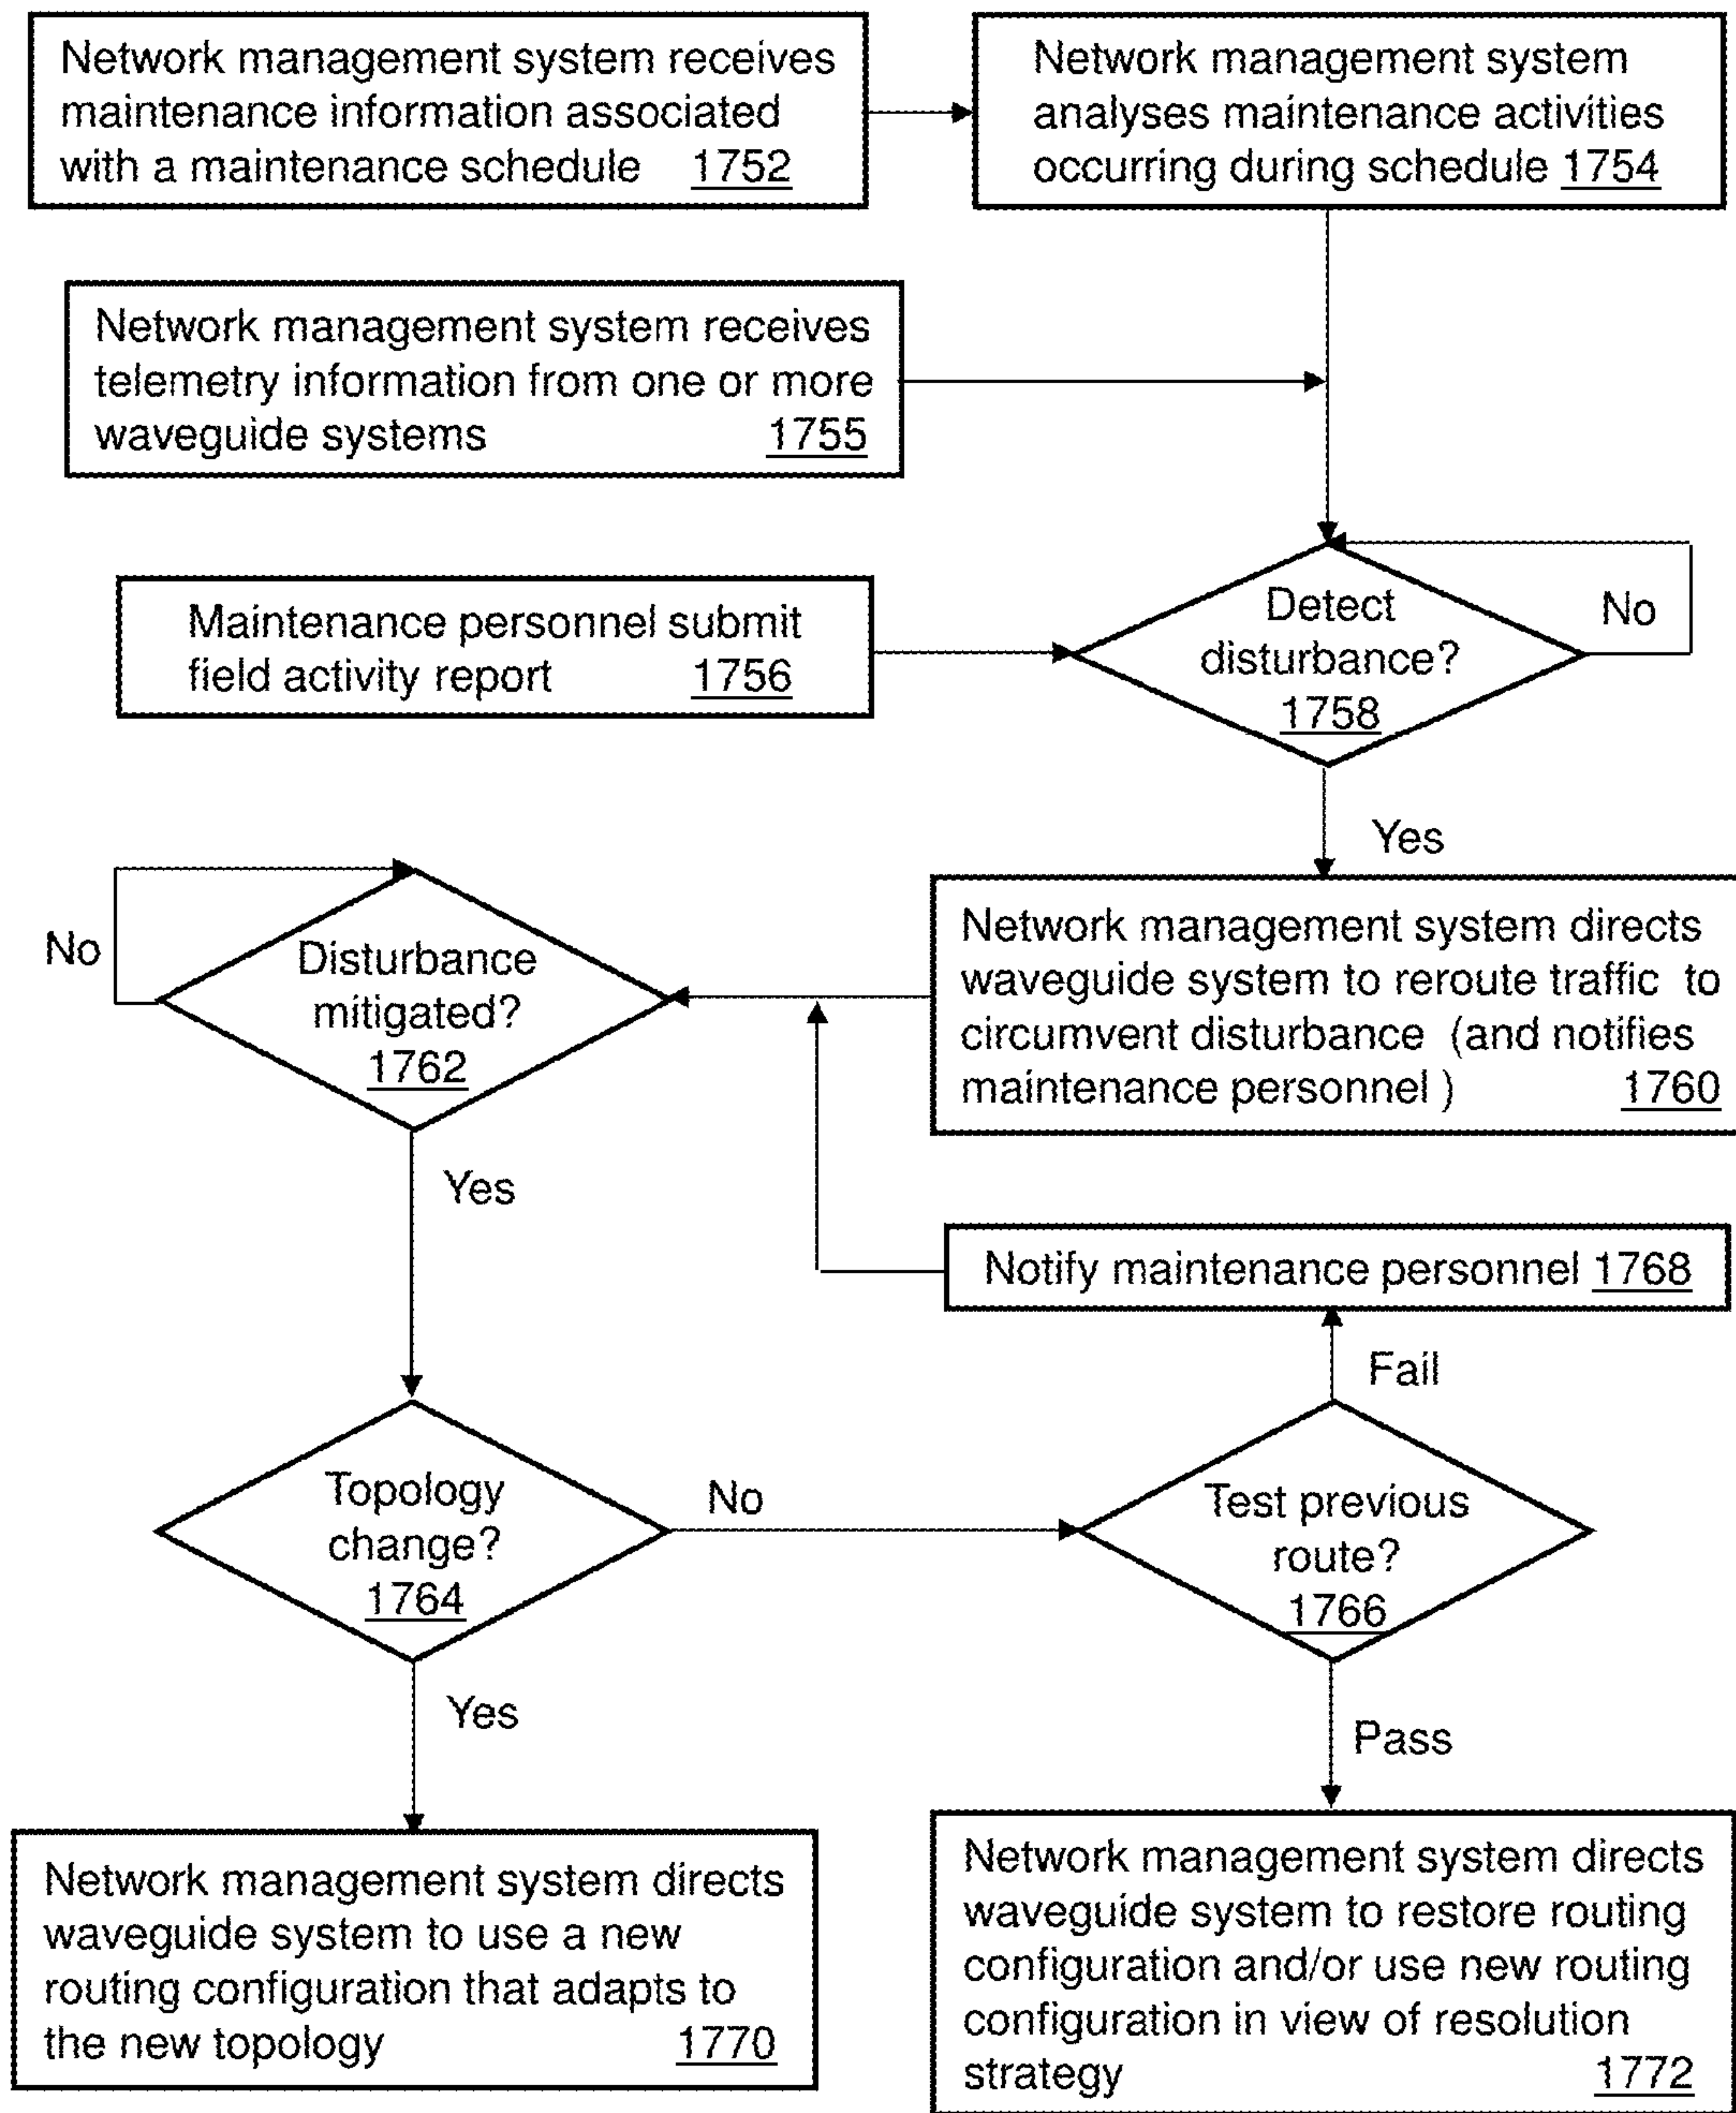 Network management system receives
maintenance information associated
with a maintenance schedule 1752
Network management system
analyses maintenance activities
occurring during schedule 1754
Network management system receives
telemetry information from one or more
waveguide systems 1755
Maintenance personnel submit
field activity report 1756
Detect
disturbance?
1758
No
Yes
Network management system directs
waveguide system to reroute traffic to
circumvent disturbance (and notifies
maintenance personnel ) 1760
No
Disturbance
mitigated?
1762
Yes
Notify maintenance personnel 1768
Fail
Topology
change?
1764
No
Test previous
route?
1766
Yes
Pass
Network management system directs
waveguide system to use a new
routing configuration that adapts to
the new topology 1770
Network management system directs
waveguide system to restore routing
configuration and/or use new routing
configuration in view of resolution
strategy 1772